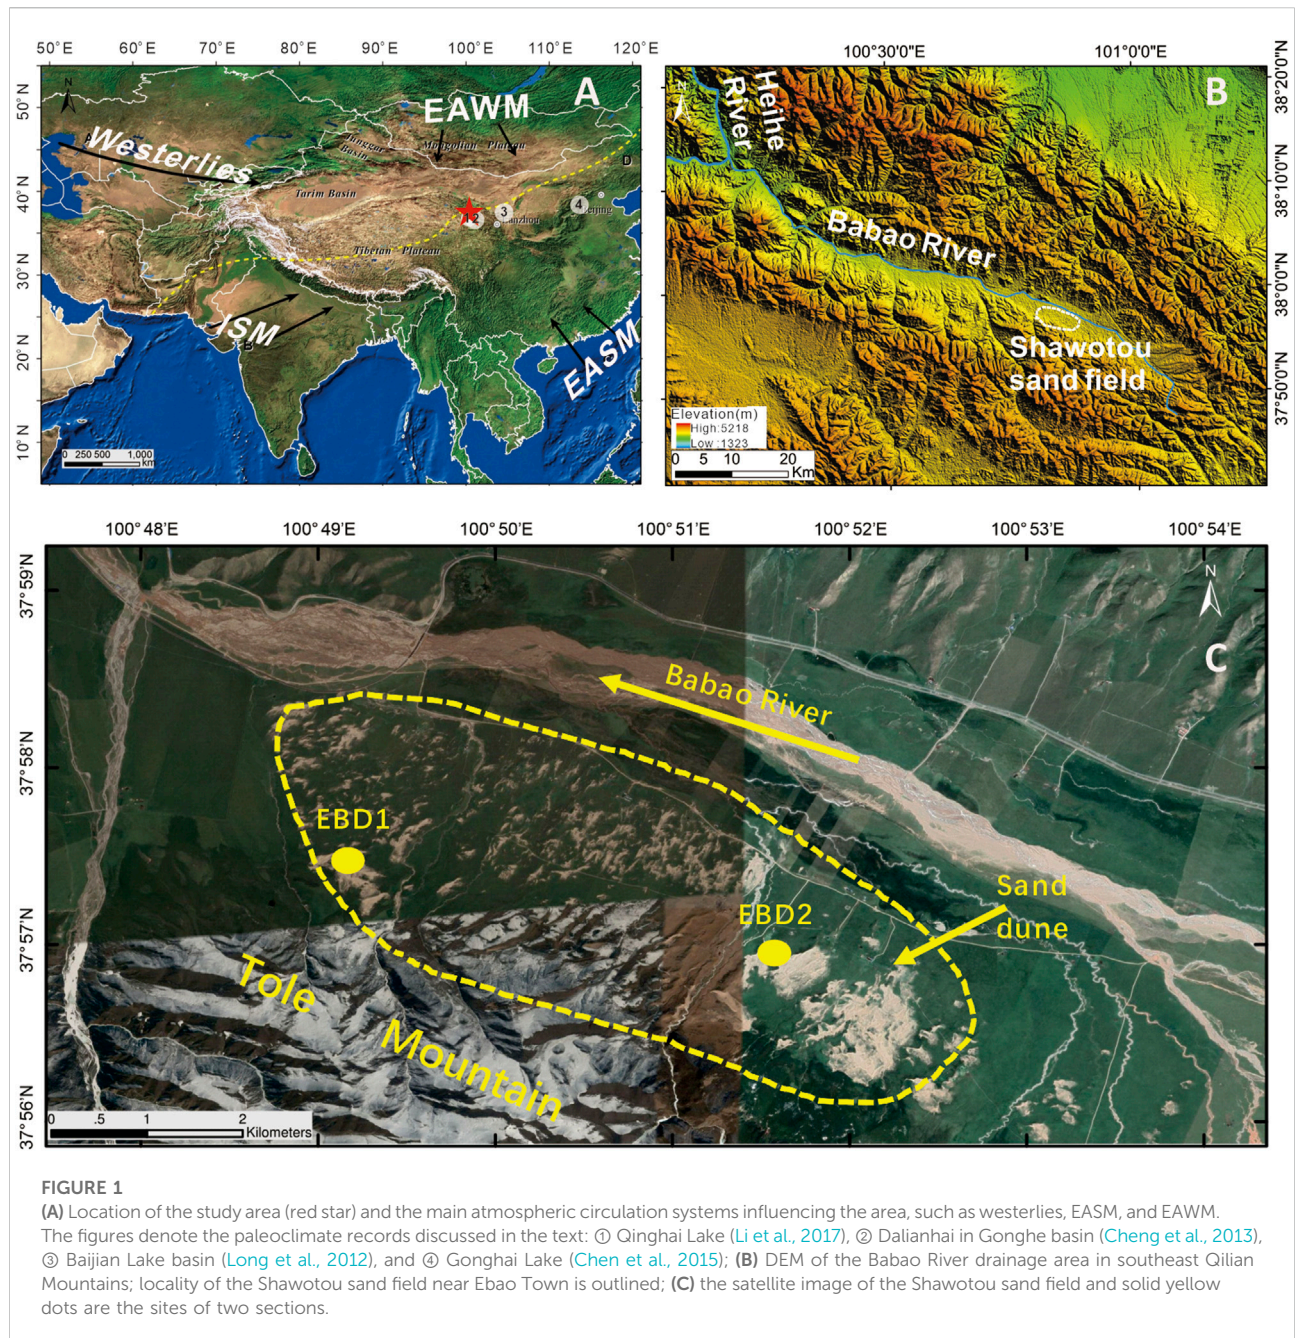 50°E 60°E 70°E 80°E 90°E 100°E 110°E 120°E
50°N
40°N
30°N
20°N
10°N
N
A
EAWM
Westerlies
Mongolian Plateau
Basin
D
Tarim Basin
1 2
3
4
Tibetan Plateau
ISM
B
EASM
0 250 500 1,000
km
100°30'0"E 101°0'0"E
38°20'N
38°10'0"N
38°0'0"N
37°50'0"N
N
B
Heihe
River
Babao River
Shawotou
sand field
Elevation(m)
High:5218
Low :1323
0 5 10 20
Km
100°48'E 100°49'E 100°50'E 100°51'E 100°52'E 100°53'E 100°54'E
37°59'N
37°58'N
37°57'N
37°56'N
N
C
Babao River
EBD1
EBD2
Sand
dune
Tole
Mountain
0 .5 1 2
Kilometers
FIGURE 1
(A) Location of the study area (red star) and the main atmospheric circulation systems influencing the area, such as westerlies, EASM, and EAWM.
The figures denote the paleoclimate records discussed in the text: ① Qinghai Lake (Li et al., 2017), ② Dalianhai in Gonghe basin (Cheng et al., 2013),
③ Baijian Lake basin (Long et al., 2012), and ④ Gonghai Lake (Chen et al., 2015); (B) DEM of the Babao River drainage area in southeast Qilian
Mountains; locality of the Shawotou sand field near Ebao Town is outlined; (C) the satellite image of the Shawotou sand field and solid yellow
dots are the sites of two sections.